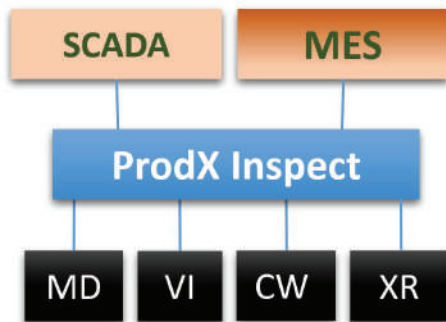 SCADA
MES
ProdX Inspect
MD
VI
CW
XR